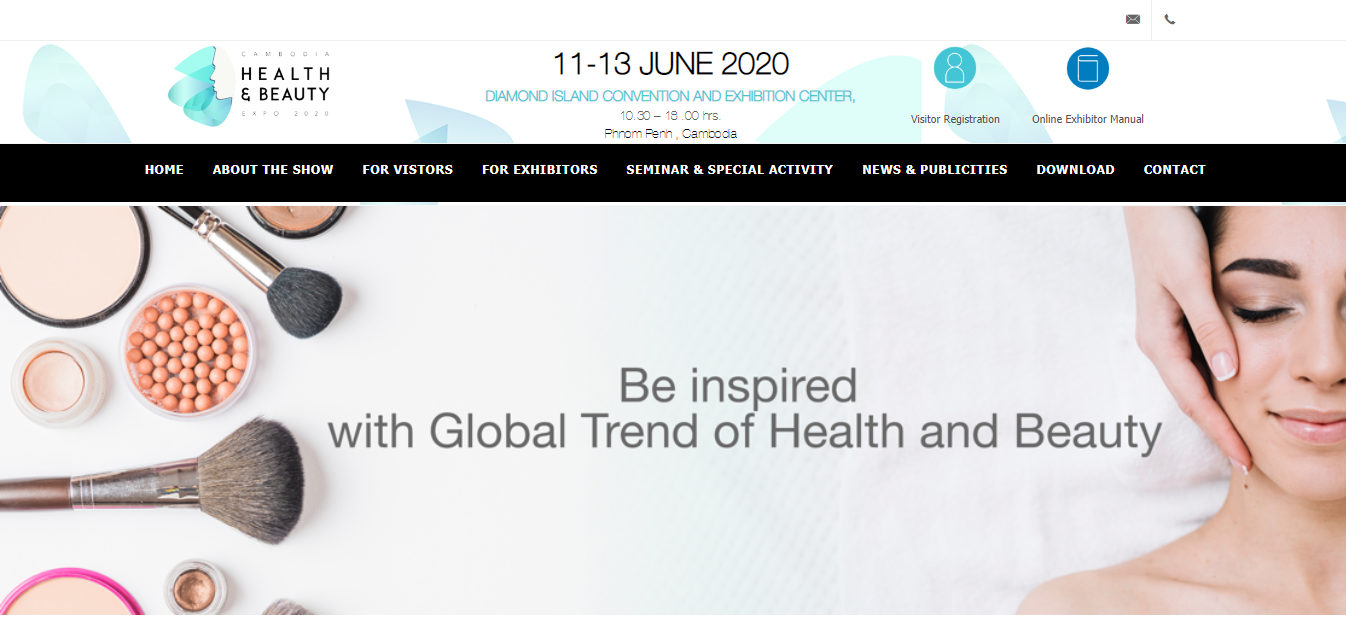 CAMBODIA
HEALTH
& BEAUTY
EXPO 2020
11-13 JUNE 2020
DIAMOND ISLAND CONVENTION AND EXHIBITION CENTER,
10.30 – 18 .00 hrs.
Phnom Penh , Cambodia
Visitor Registration
Online Exhibitor Manual
HOME ABOUT THE SHOW FOR VISTORS FOR EXHIBITORS SEMINAR & SPECIAL ACTIVITY NEWS & PUBLICITIES DOWNLOAD CONTACT
Be inspired
with Global Trend of Health and Beauty